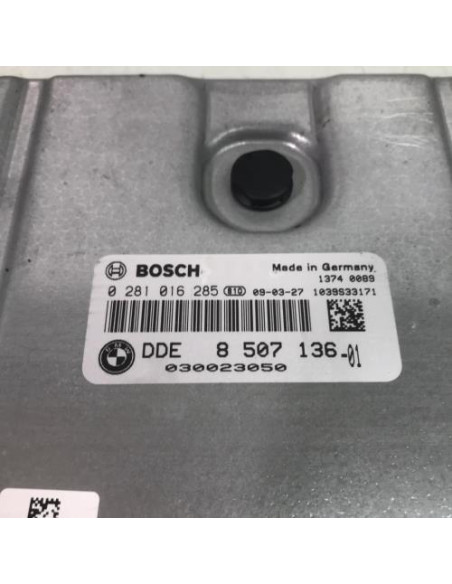 BOSCH Made in Germany
1374 0089
0 281 016 285 B10 09-03-27 1039S33171
DDE 8 507 136-01
030023050